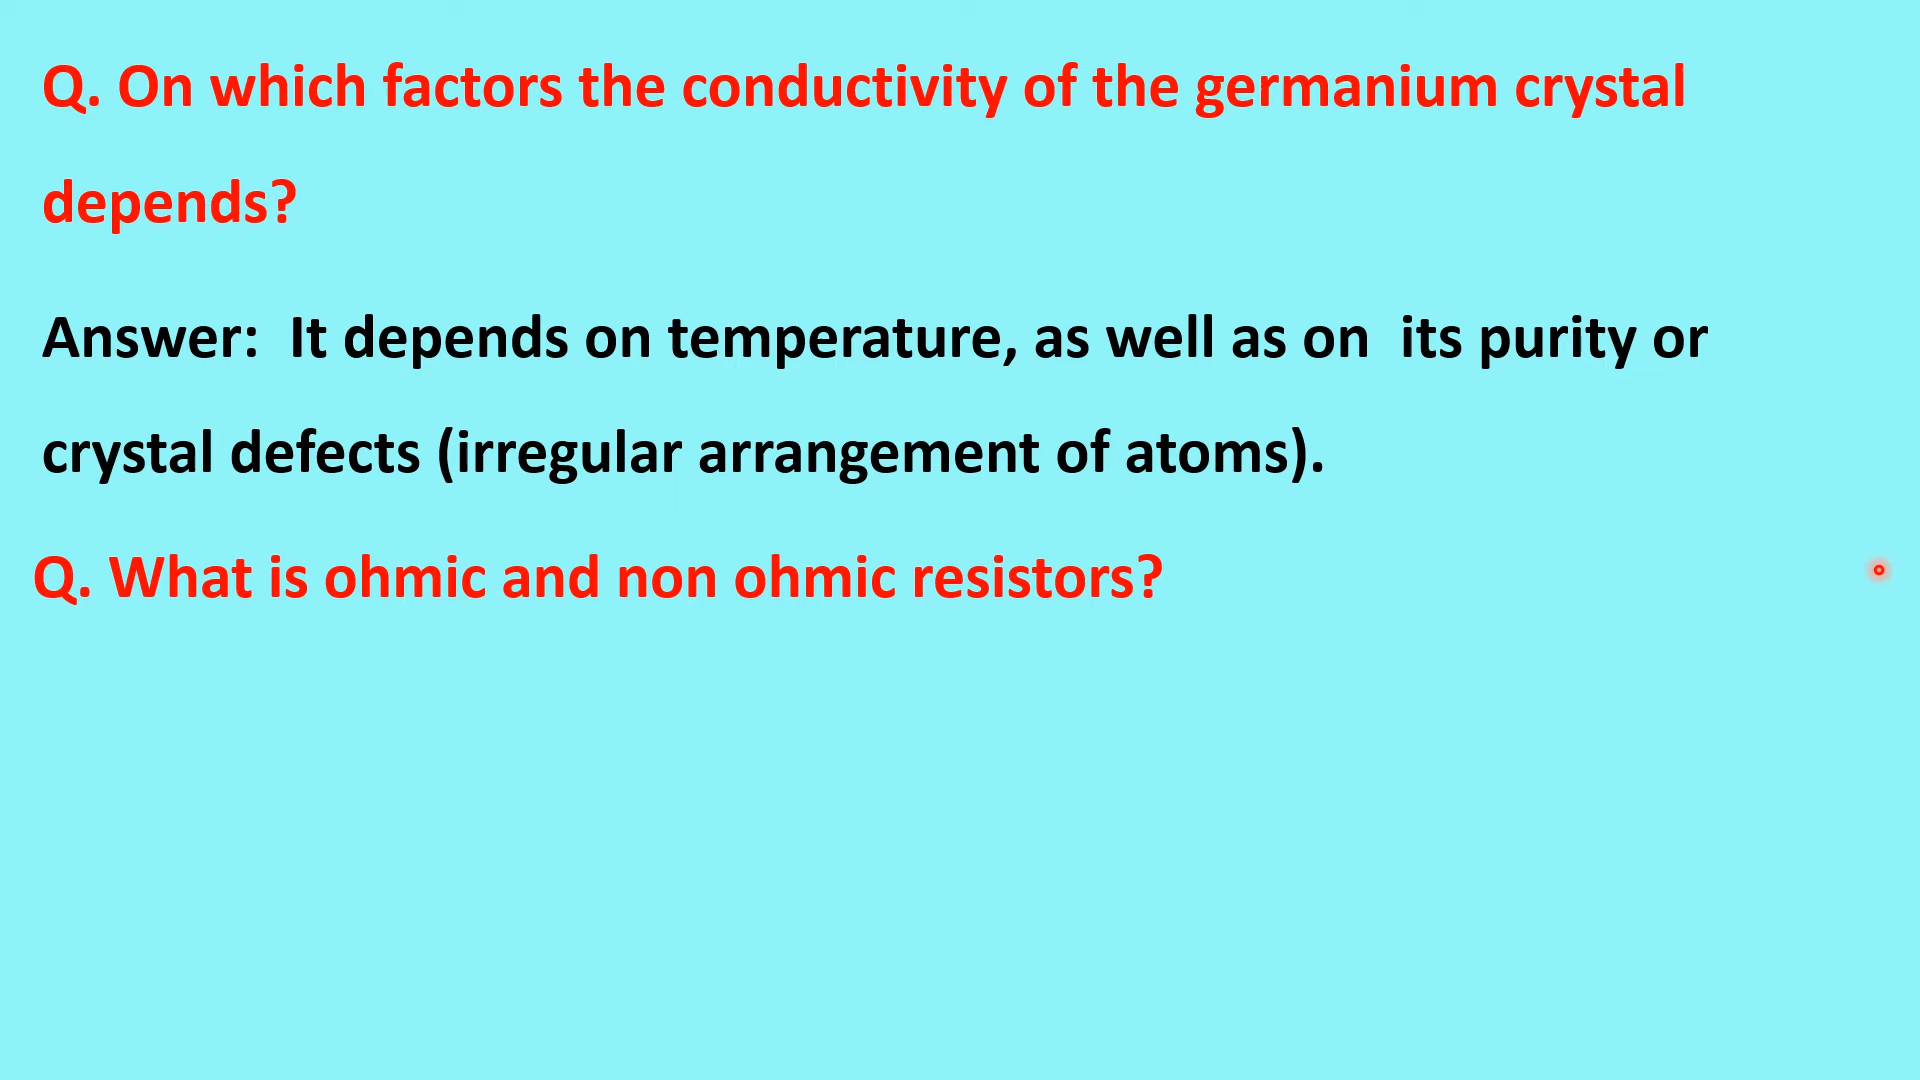 Q. On which factors the conductivity of the germanium crystal
depends?
Answer:  It depends on temperature, as well as on  its purity or
crystal defects (irregular arrangement of atoms).
Q. What is ohmic and non ohmic resistors?